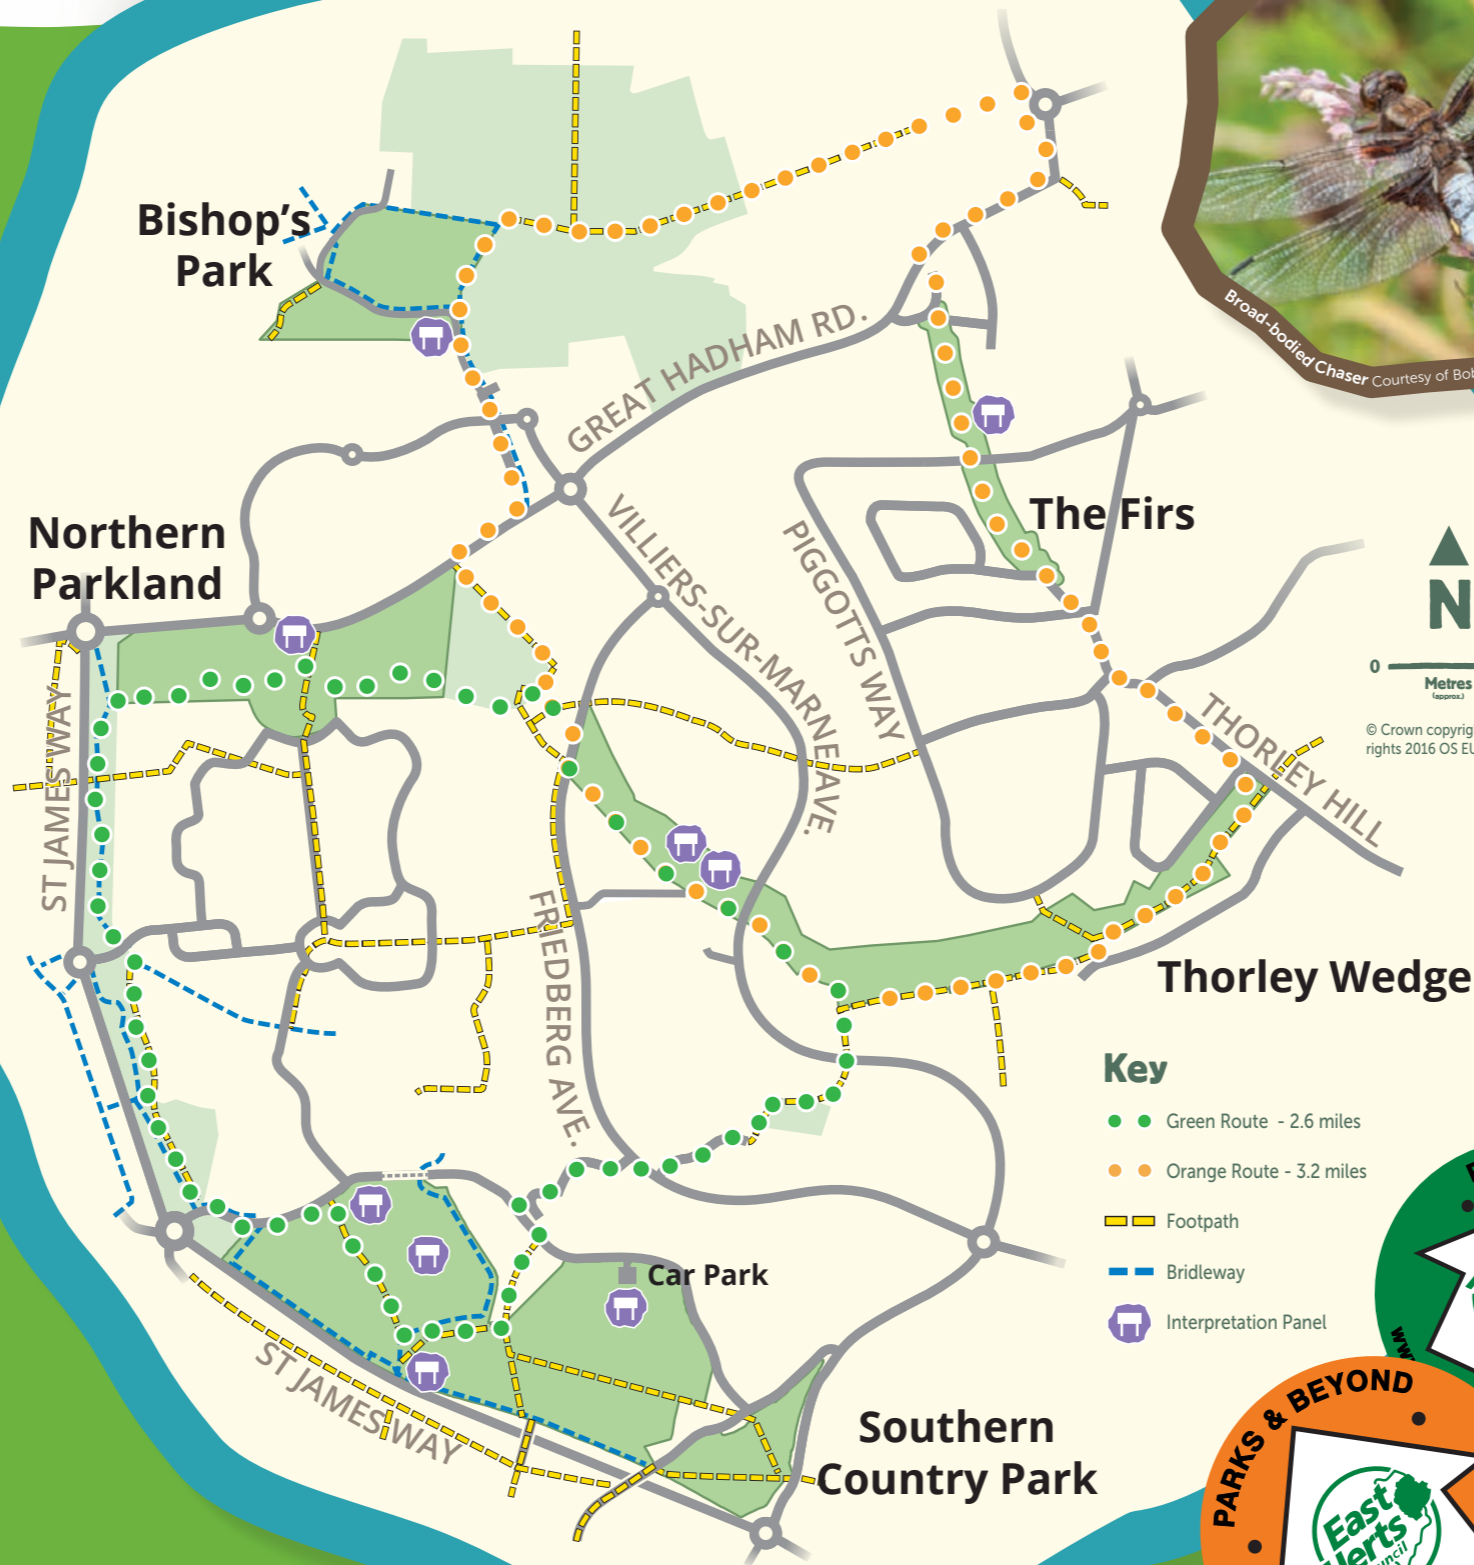 Bishop's
Park
Broad-bodied Chaser Courtesy of Bob
GREAT HADHAM RD.
Northern
Parkland
The Firs
VILLIERS-SUR-MARNE AVE.
PIGGOTTS WAY
N
0
Metres
(approx.)
© Crown copyrig
rights 2016 OS EU
THORLEY HILL
ST JAMES WAY
FRIEDBERG AVE.
Thorley Wedge
Key
Green Route - 2.6 miles
Orange Route - 3.2 miles
Footpath
Bridleway
Interpretation Panel
Car Park
ST JAMES WAY
Southern
Country Park
PARKS & BEYOND
East
Herts